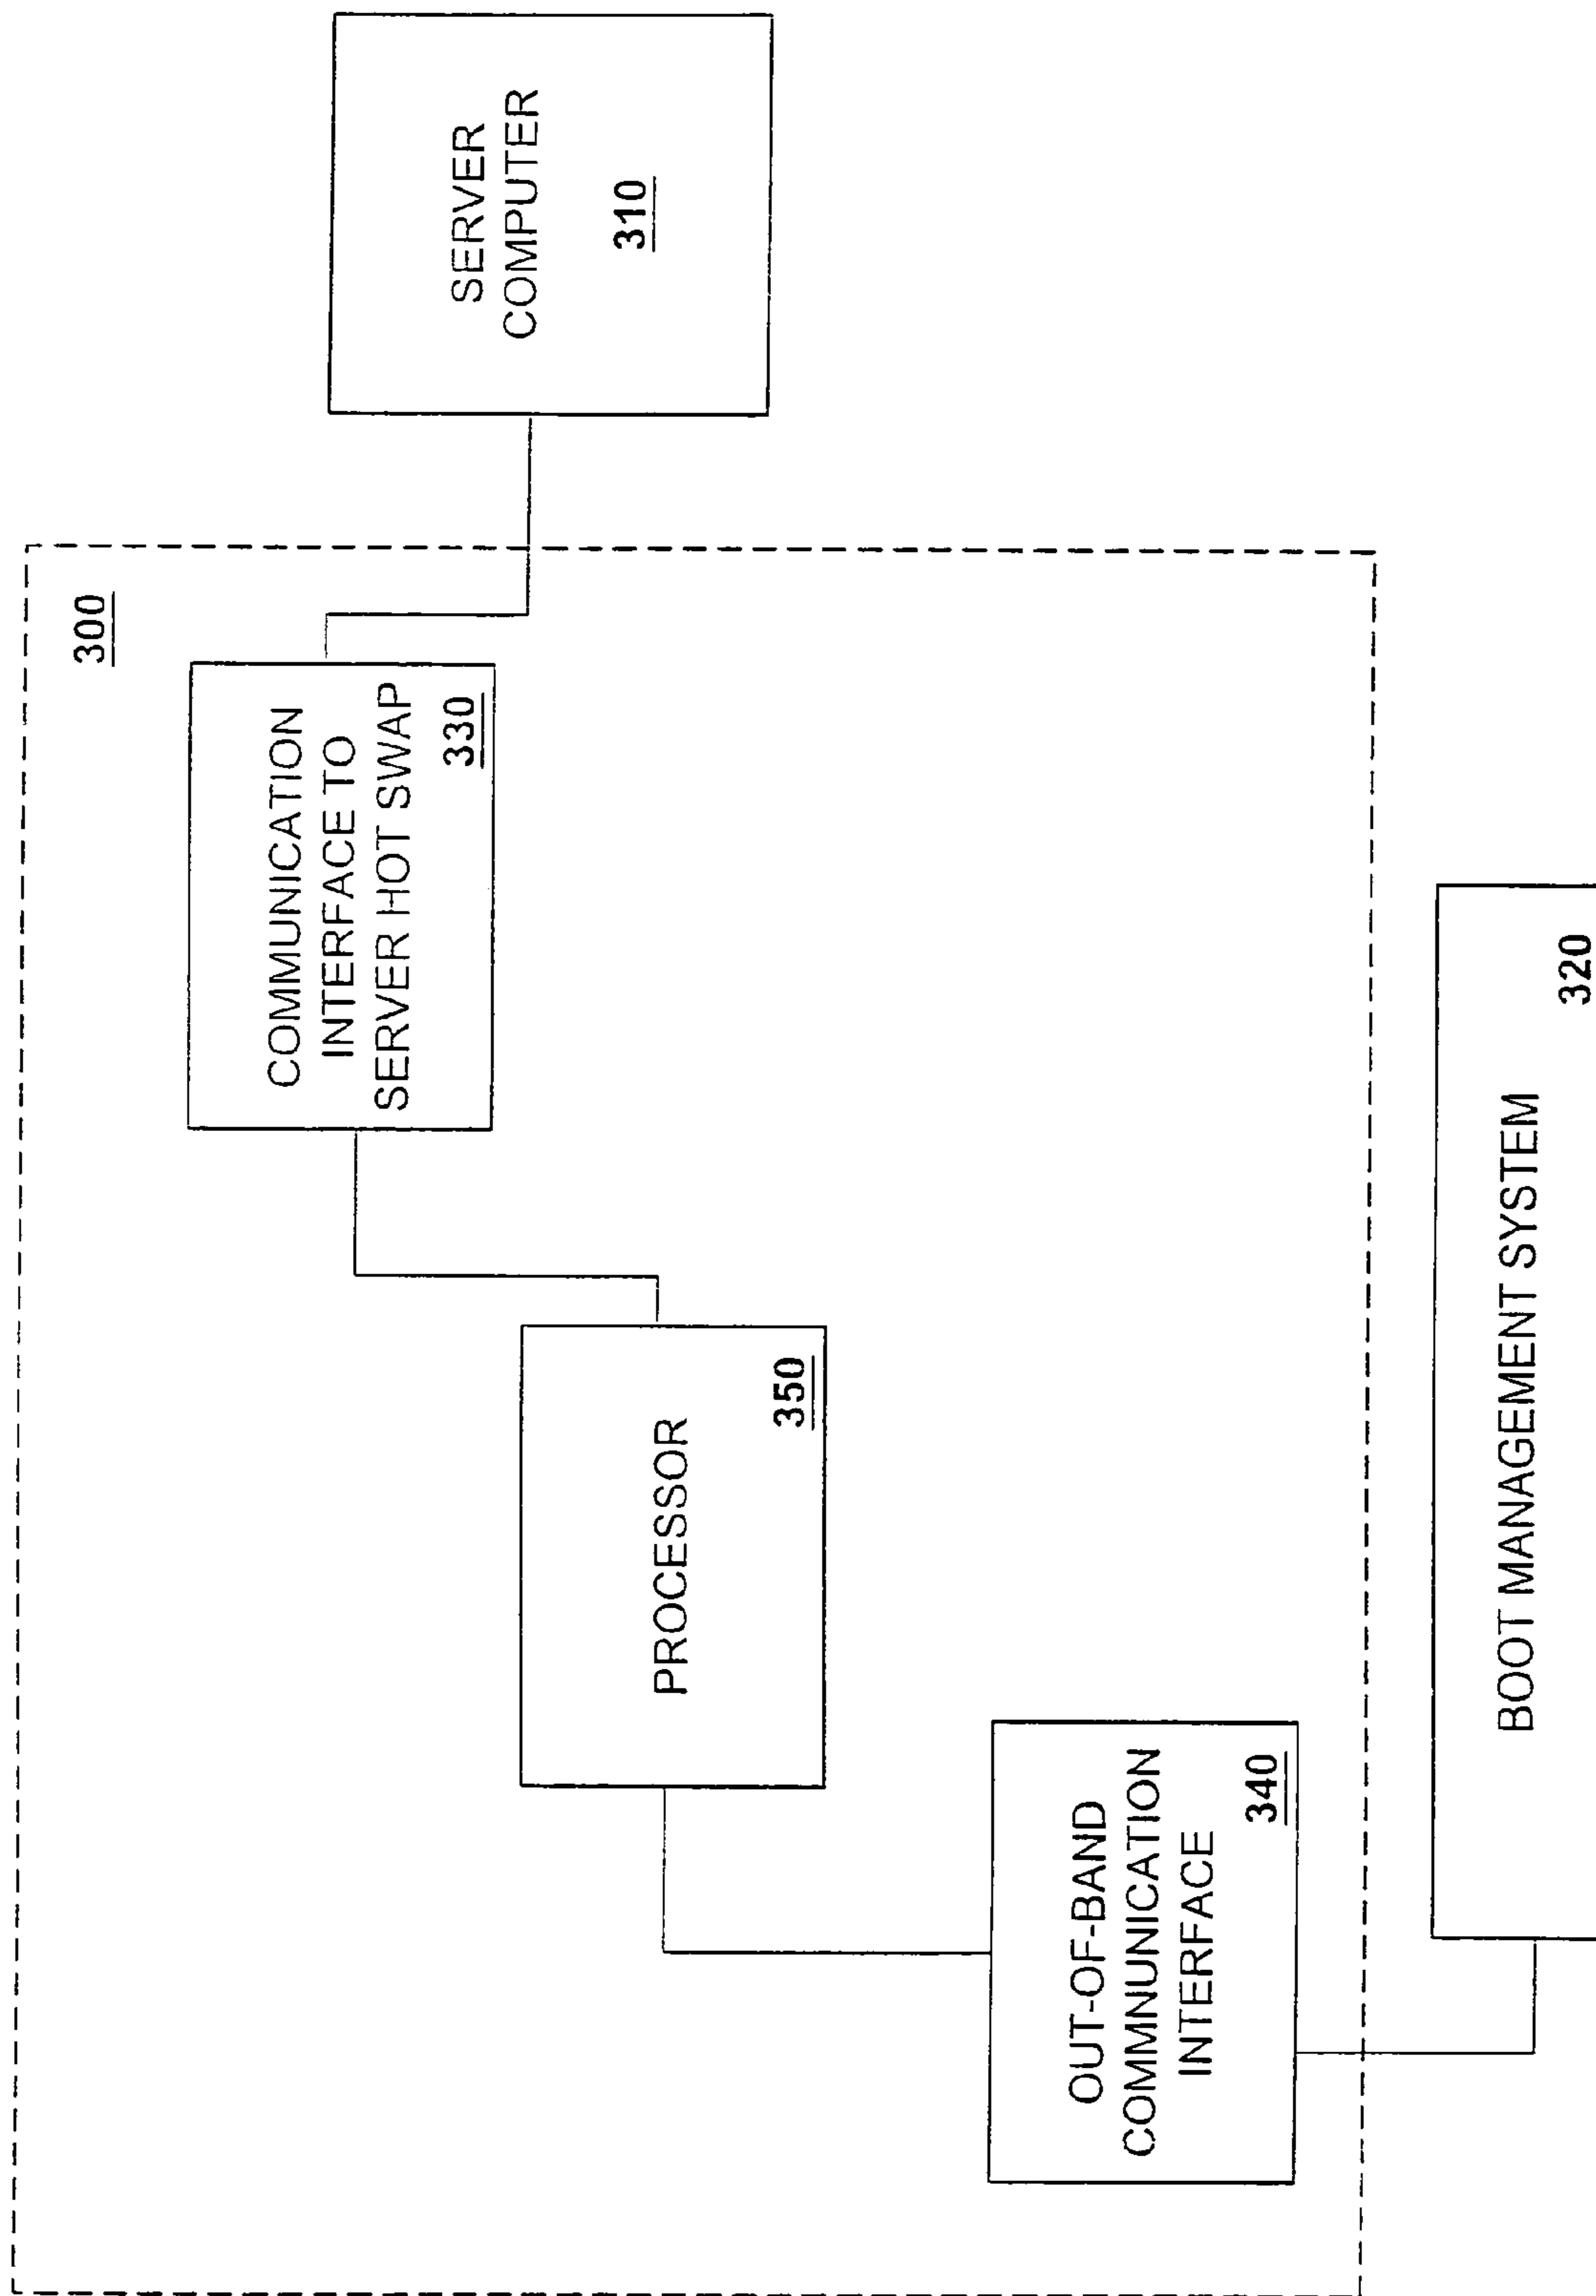 300
COMMUNICATION
INTERFACE TO
SERVER HOT SWAP
330
SERVER
COMPUTER
310
PROCESSOR
350
OUT-OF-BAND
COMMNUNICATION
INTERFACE
340
BOOT MANAGEMENT SYSTEM
320